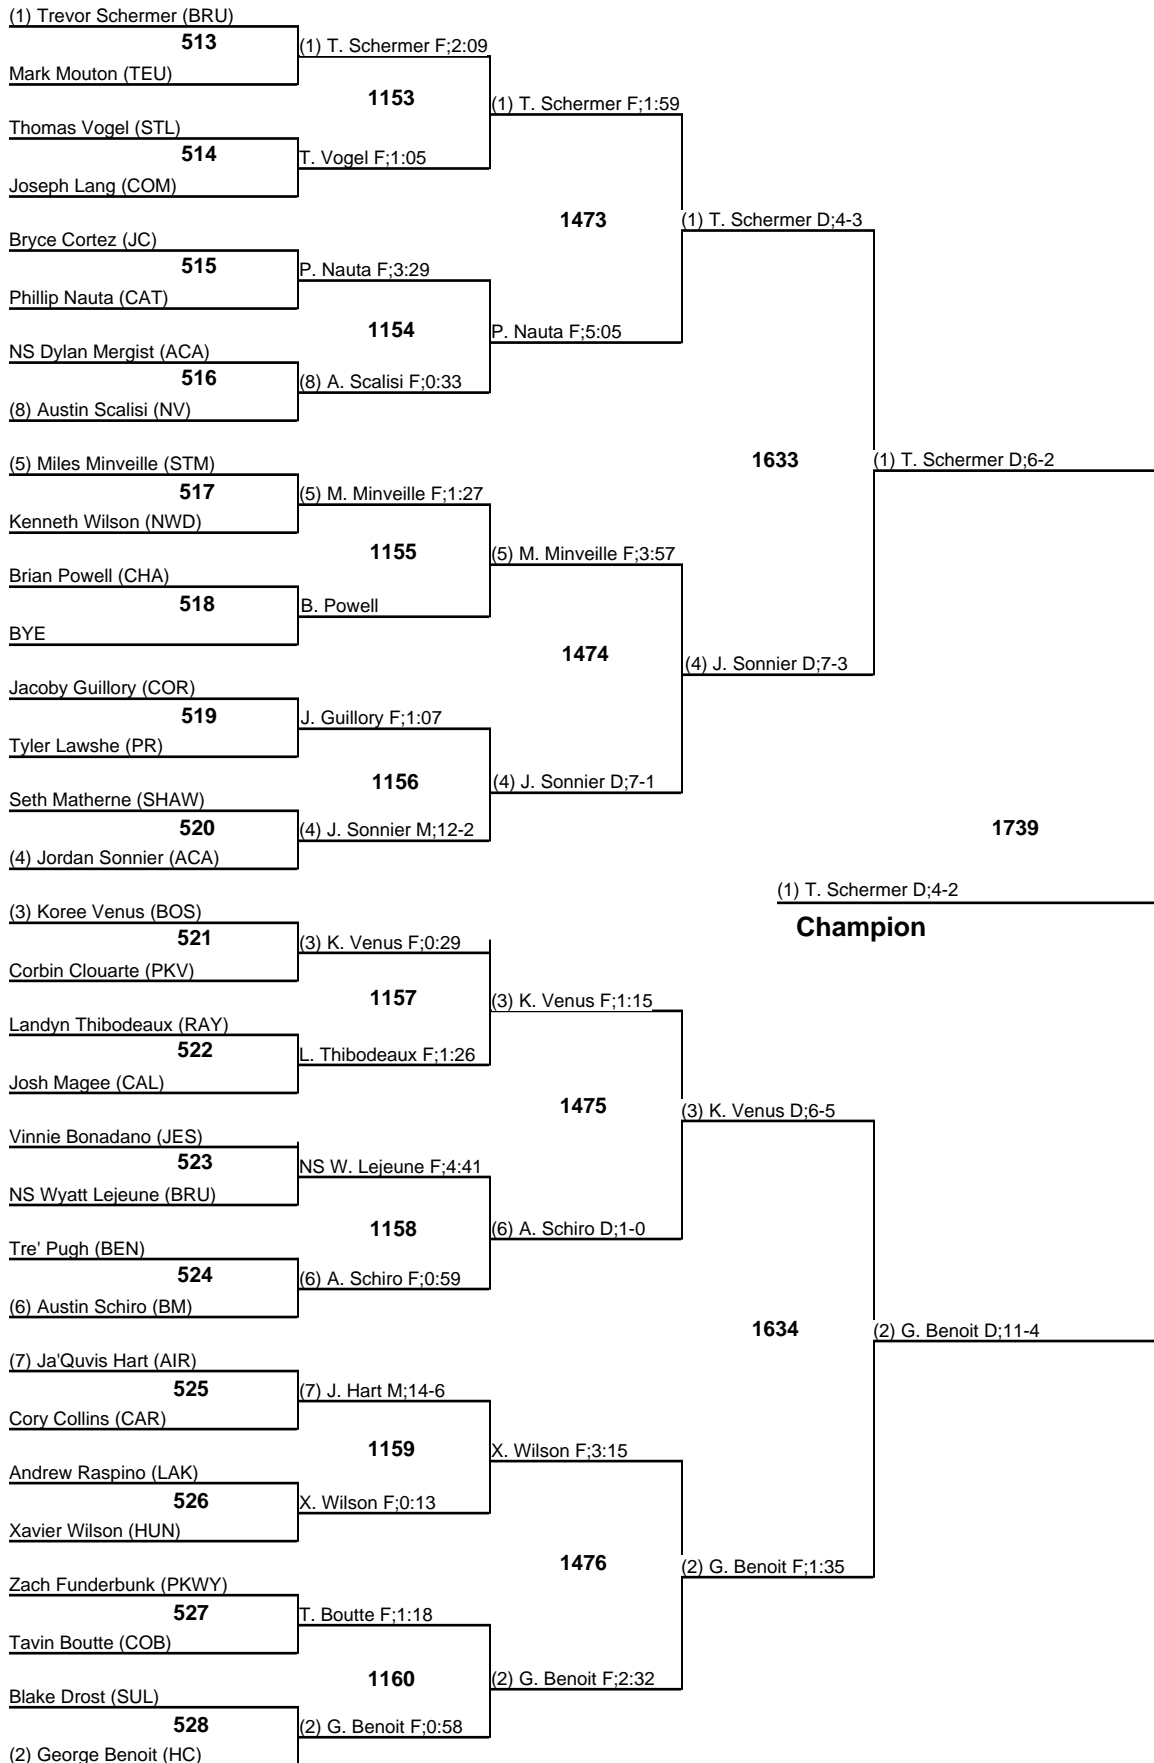 (1) Trevor Schermer (BRU)
513
Mark Mouton (TEU)
(1) T. Schermer F;2:09
1153
Thomas Vogel (STL)
514
Joseph Lang (COM)
T. Vogel F;1:05
(1) T. Schermer F;1:59
1473
Bryce Cortez (JC)
515
Phillip Nauta (CAT)
P. Nauta F;3:29
1154
NS Dylan Mergist (ACA)
516
(8) Austin Scalisi (NV)
(8) A. Scalisi F;0:33
P. Nauta F;5:05
(1) T. Schermer D;4-3
1633
(5) Miles Minveille (STM)
517
Kenneth Wilson (NWD)
(5) M. Minveille F;1:27
1155
Brian Powell (CHA)
518
BYE
B. Powell
(5) M. Minveille F;3:57
1474
Jacoby Guillory (COR)
519
Tyler Lawshe (PR)
J. Guillory F;1:07
1156
Seth Matherne (SHAW)
520
(4) Jordan Sonnier (ACA)
(4) J. Sonnier M;12-2
(4) J. Sonnier D;7-1
(4) J. Sonnier D;7-3
(1) T. Schermer D;6-2
1739
(1) T. Schermer D;4-2
Champion
(3) Koree Venus (BOS)
521
Corbin Clouarte (PKV)
(3) K. Venus F;0:29
1157
Landyn Thibodeaux (RAY)
522
Josh Magee (CAL)
L. Thibodeaux F;1:26
(3) K. Venus F;1:15
1475
Vinnie Bonadano (JES)
523
NS Wyatt Lejeune (BRU)
NS W. Lejeune F;4:41
1158
Tre' Pugh (BEN)
524
(6) Austin Schiro (BM)
(6) A. Schiro F;0:59
(6) A. Schiro D;1-0
(3) K. Venus D;6-5
1634
(7) Ja'Quvis Hart (AIR)
525
Cory Collins (CAR)
(7) J. Hart M;14-6
1159
Andrew Raspino (LAK)
526
Xavier Wilson (HUN)
X. Wilson F;0:13
X. Wilson F;3:15
1476
Zach Funderbunk (PKWY)
527
Tavin Boutte (COB)
T. Boutte F;1:18
1160
Blake Drost (SUL)
528
(2) George Benoit (HC)
(2) G. Benoit F;0:58
(2) G. Benoit F;2:32
(2) G. Benoit F;1:35
(2) G. Benoit D;11-4